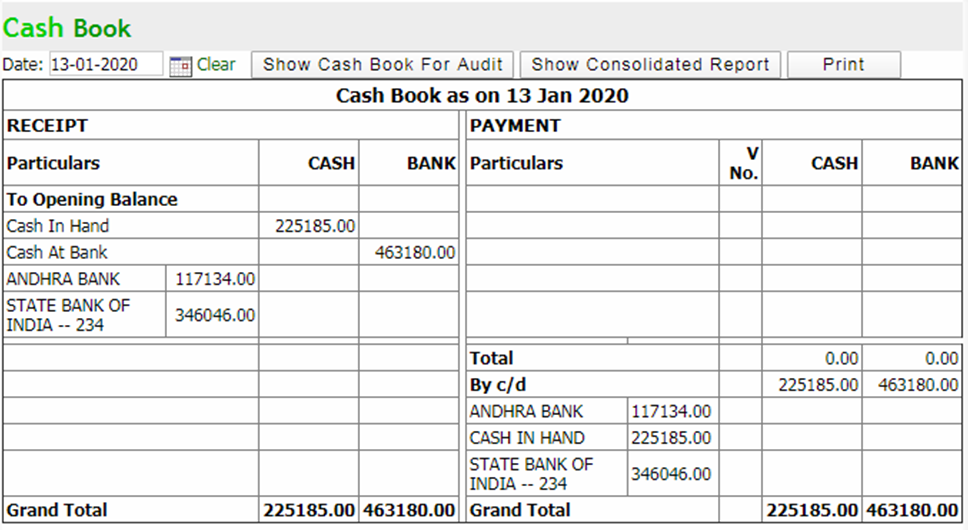 Cash Book
Date: 13-01-2020 Clear Show Cash Book For Audit Show Consolidated Report Print
Cash Book as on 13 Jan 2020
RECEIPT PAYMENT
Particulars CASH BANK Particulars V No. CASH BANK
To Opening Balance
Cash In Hand 225185.00
Cash At Bank 463180.00
ANDHRA BANK 117134.00
STATE BANK OF
INDIA -- 234 346046.00
Total 0.00 0.00
By c/d 225185.00 463180.00
ANDHRA BANK 117134.00
CASH IN HAND 225185.00
STATE BANK OF
INDIA -- 234 346046.00
Grand Total 225185.00 463180.00 Grand Total 225185.00 463180.00